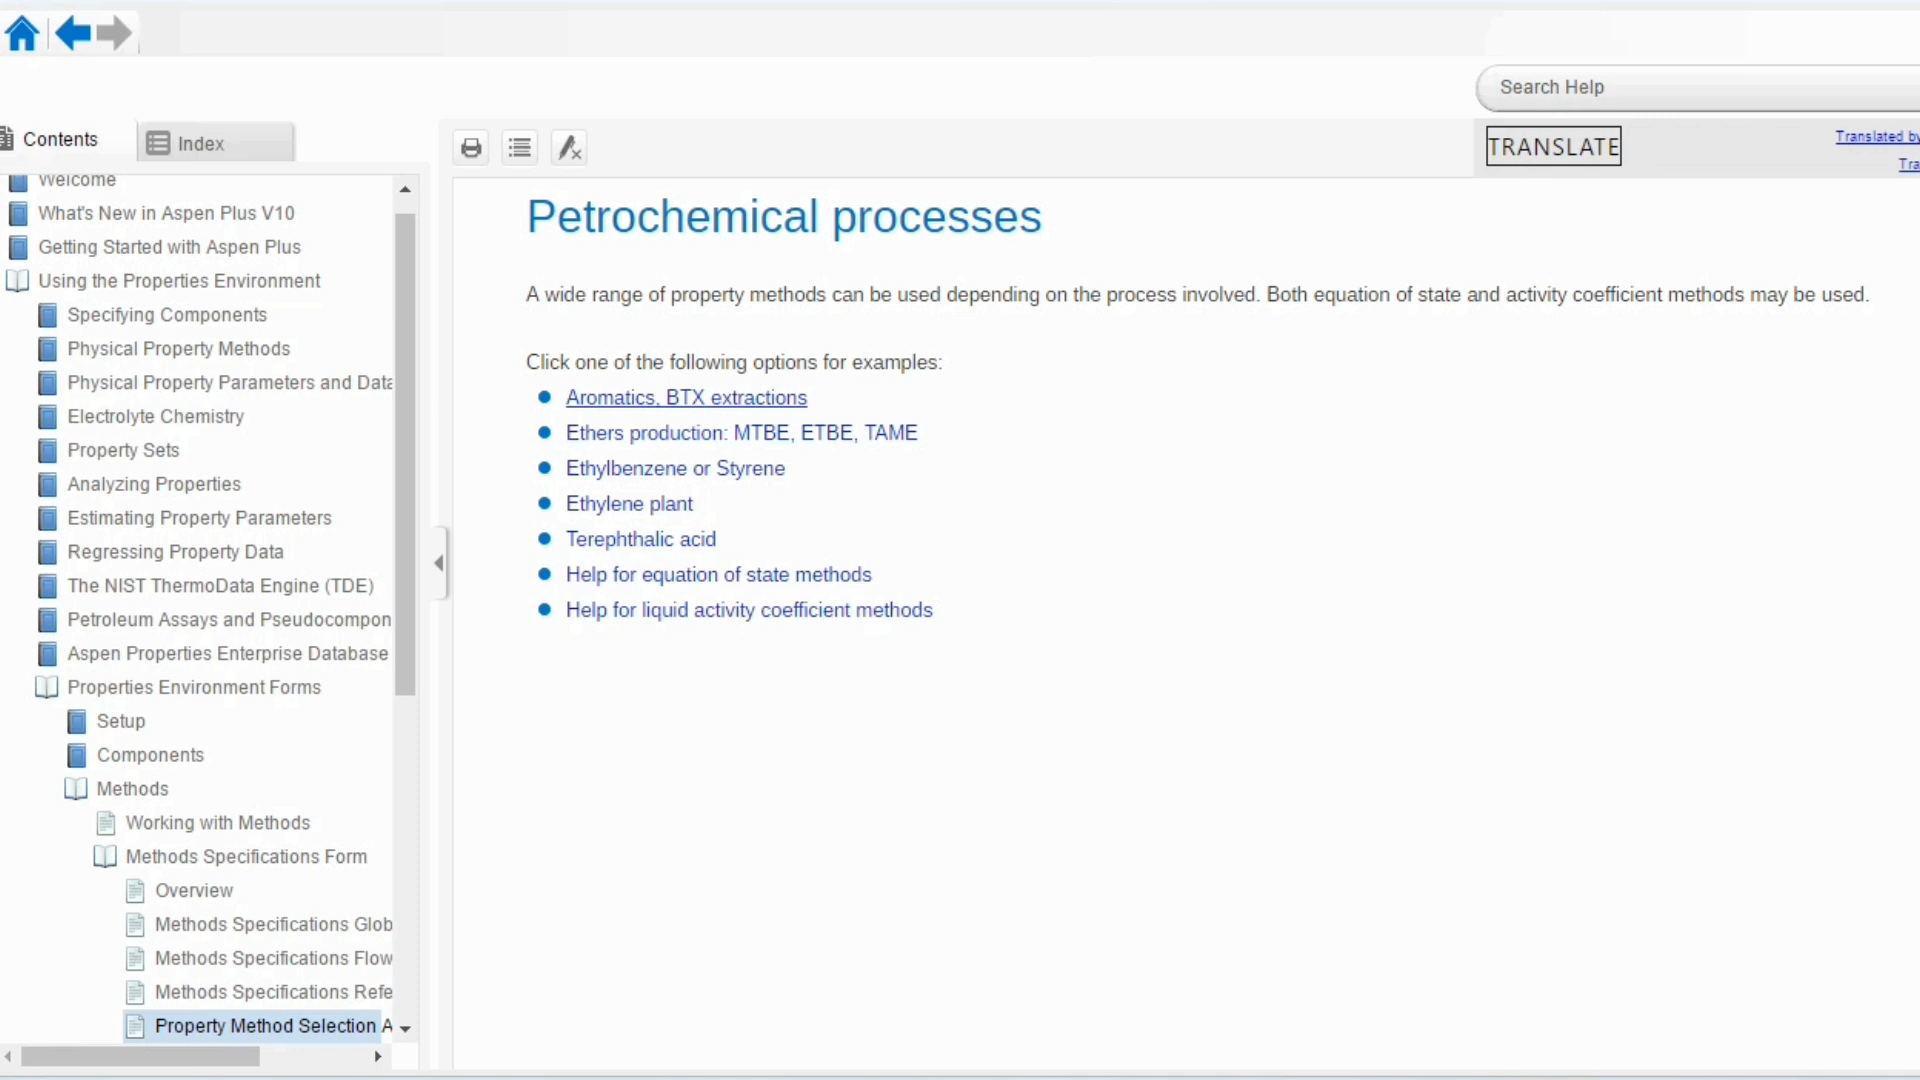 Search Help
Contents
Index
TRANSLATE
Translated by
Tra
Welcome
What's New in Aspen Plus V10
Getting Started with Aspen Plus
Using the Properties Environment
Specifying Components
Physical Property Methods
Physical Property Parameters and Data
Electrolyte Chemistry
Property Sets
Analyzing Properties
Estimating Property Parameters
Regressing Property Data
The NIST ThermoData Engine (TDE)
Petroleum Assays and Pseudocompon
Aspen Properties Enterprise Database
Properties Environment Forms
Setup
Components
Methods
Working with Methods
Methods Specifications Form
Overview
Methods Specifications Glob
Methods Specifications Flow
Methods Specifications Refe
Property Method Selection A
Petrochemical processes
A wide range of property methods can be used depending on the process involved. Both equation of state and activity coefficient methods may be used.
Click one of the following options for examples:
Aromatics, BTX extractions
Ethers production: MTBE, ETBE, TAME
Ethylbenzene or Styrene
Ethylene plant
Terephthalic acid
Help for equation of state methods
Help for liquid activity coefficient methods